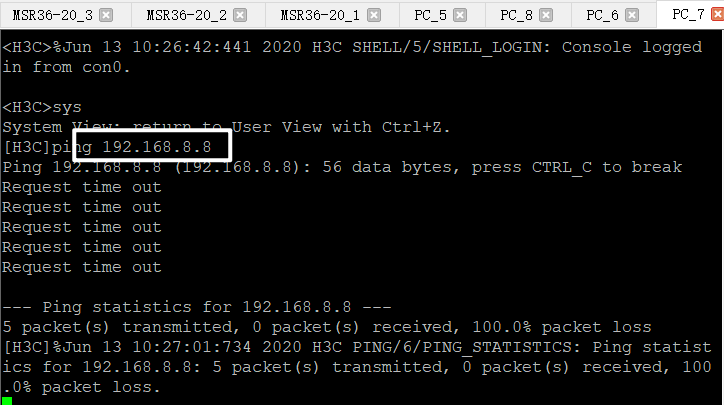 MSR36-20_3 MSR36-20_2 MSR36-20_1 PC_5 PC_8 PC_6 PC_7
<H3C>%Jun 13 10:26:42:441 2020 H3C SHELL/5/SHELL_LOGIN: Console logged
in from con0.
<H3C>sys
System View: return to User View with Ctrl+Z.
[H3C]ping 192.168.8.8
Ping 192.168.8.8 (192.168.8.8): 56 data bytes, press CTRL_C to break
Request time out
Request time out
Request time out
Request time out
Request time out
--- Ping statistics for 192.168.8.8 ---
5 packet(s) transmitted, 0 packet(s) received, 100.0% packet loss
[H3C]%Jun 13 10:27:01:734 2020 H3C PING/6/PING_STATISTICS: Ping statist
ics for 192.168.8.8: 5 packet(s) transmitted, 0 packet(s) received, 100
.0% packet loss.